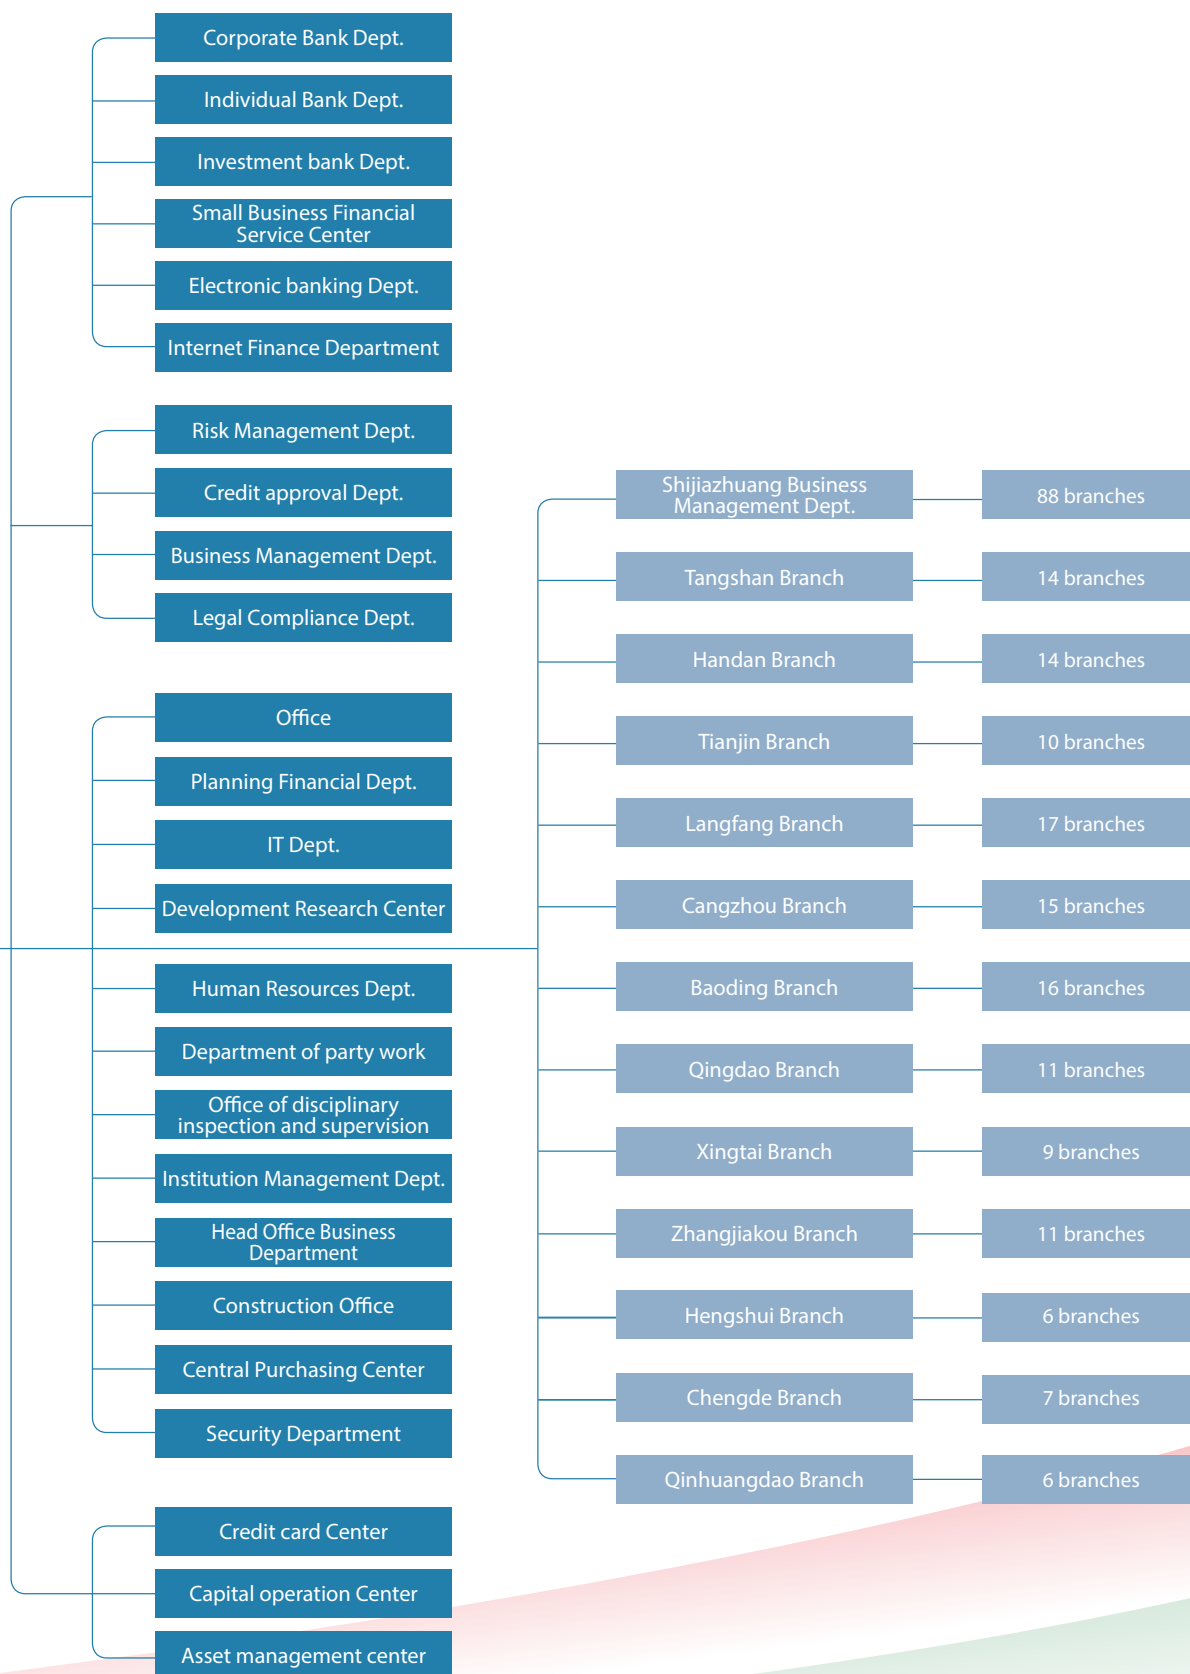 Corporate Bank Dept.
Individual Bank Dept.
Investment bank Dept.
Small Business Financial
Service Center
Electronic banking Dept.
Internet Finance Department
Risk Management Dept.
Credit approval Dept.
Business Management Dept.
Legal Compliance Dept.
Office
Planning Financial Dept.
IT Dept.
Development Research Center
Human Resources Dept.
Department of party work
Office of disciplinary
inspection and supervision
Institution Management Dept.
Head Office Business
Department
Construction Office
Central Purchasing Center
Security Department
Credit card Center
Capital operation Center
Asset management center
Shijiazhuang Business
Management Dept.
88 branches
Tangshan Branch
14 branches
Handan Branch
14 branches
Tianjin Branch
10 branches
Langfang Branch
17 branches
Cangzhou Branch
15 branches
Baoding Branch
16 branches
Qingdao Branch
11 branches
Xingtai Branch
9 branches
Zhangjiakou Branch
11 branches
Hengshui Branch
6 branches
Chengde Branch
7 branches
Qinhuangdao Branch
6 branches